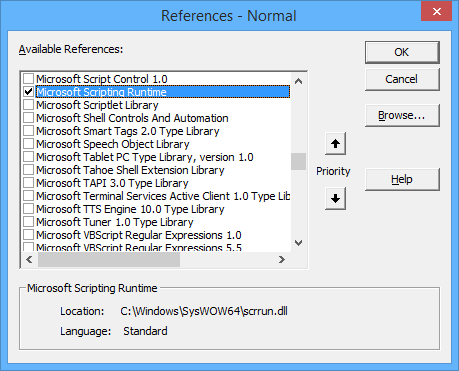 References - Normal
Available References:
Microsoft Script Control 1.0
Microsoft Scripting Runtime
Microsoft Scriptlet Library
Microsoft Shell Controls And Automation
Microsoft Smart Tags 2.0 Type Library
Microsoft Speech Object Library
Microsoft Tablet PC Type Library, version 1.0
Microsoft Tahoe Shell Extension Library
Microsoft TAPI 3.0 Type Library
Microsoft Terminal Services Active Client 1.0 Type Lib
Microsoft TTS Engine 10.0 Type Library
Microsoft Tuner 1.0 Type Library
Microsoft VBScript Regular Expressions 1.0
Microsoft VBScript Regular Expressions 5.5
OK
Cancel
Browse...
Priority
Help
Microsoft Scripting Runtime
Location: C:\Windows\SysWOW64\scrrun.dll
Language: Standard